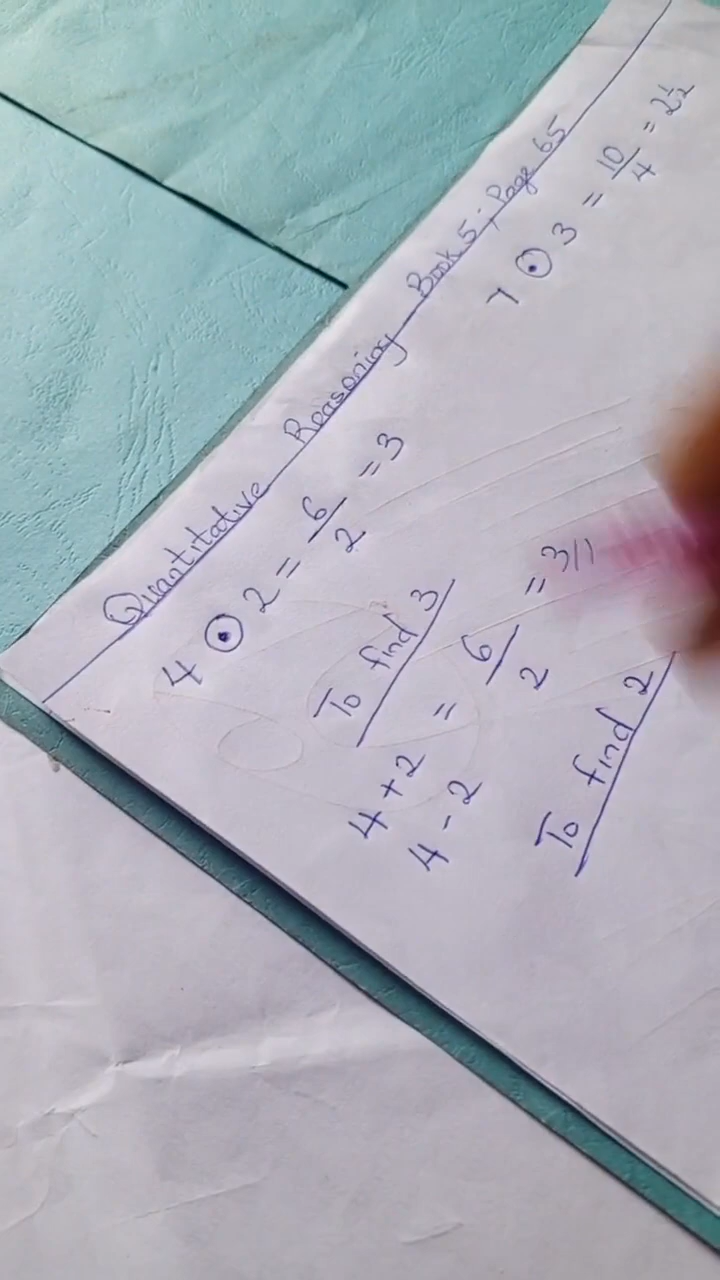 Quantitative Reasoning - Book 5; Page 65
4 ⊙ 2 = 6/2 = 3
7 ⊙ 3 = 10/4 = 2½
To find 3
4 + 2 = 6 = 3//
4 - 2 2
To find 2